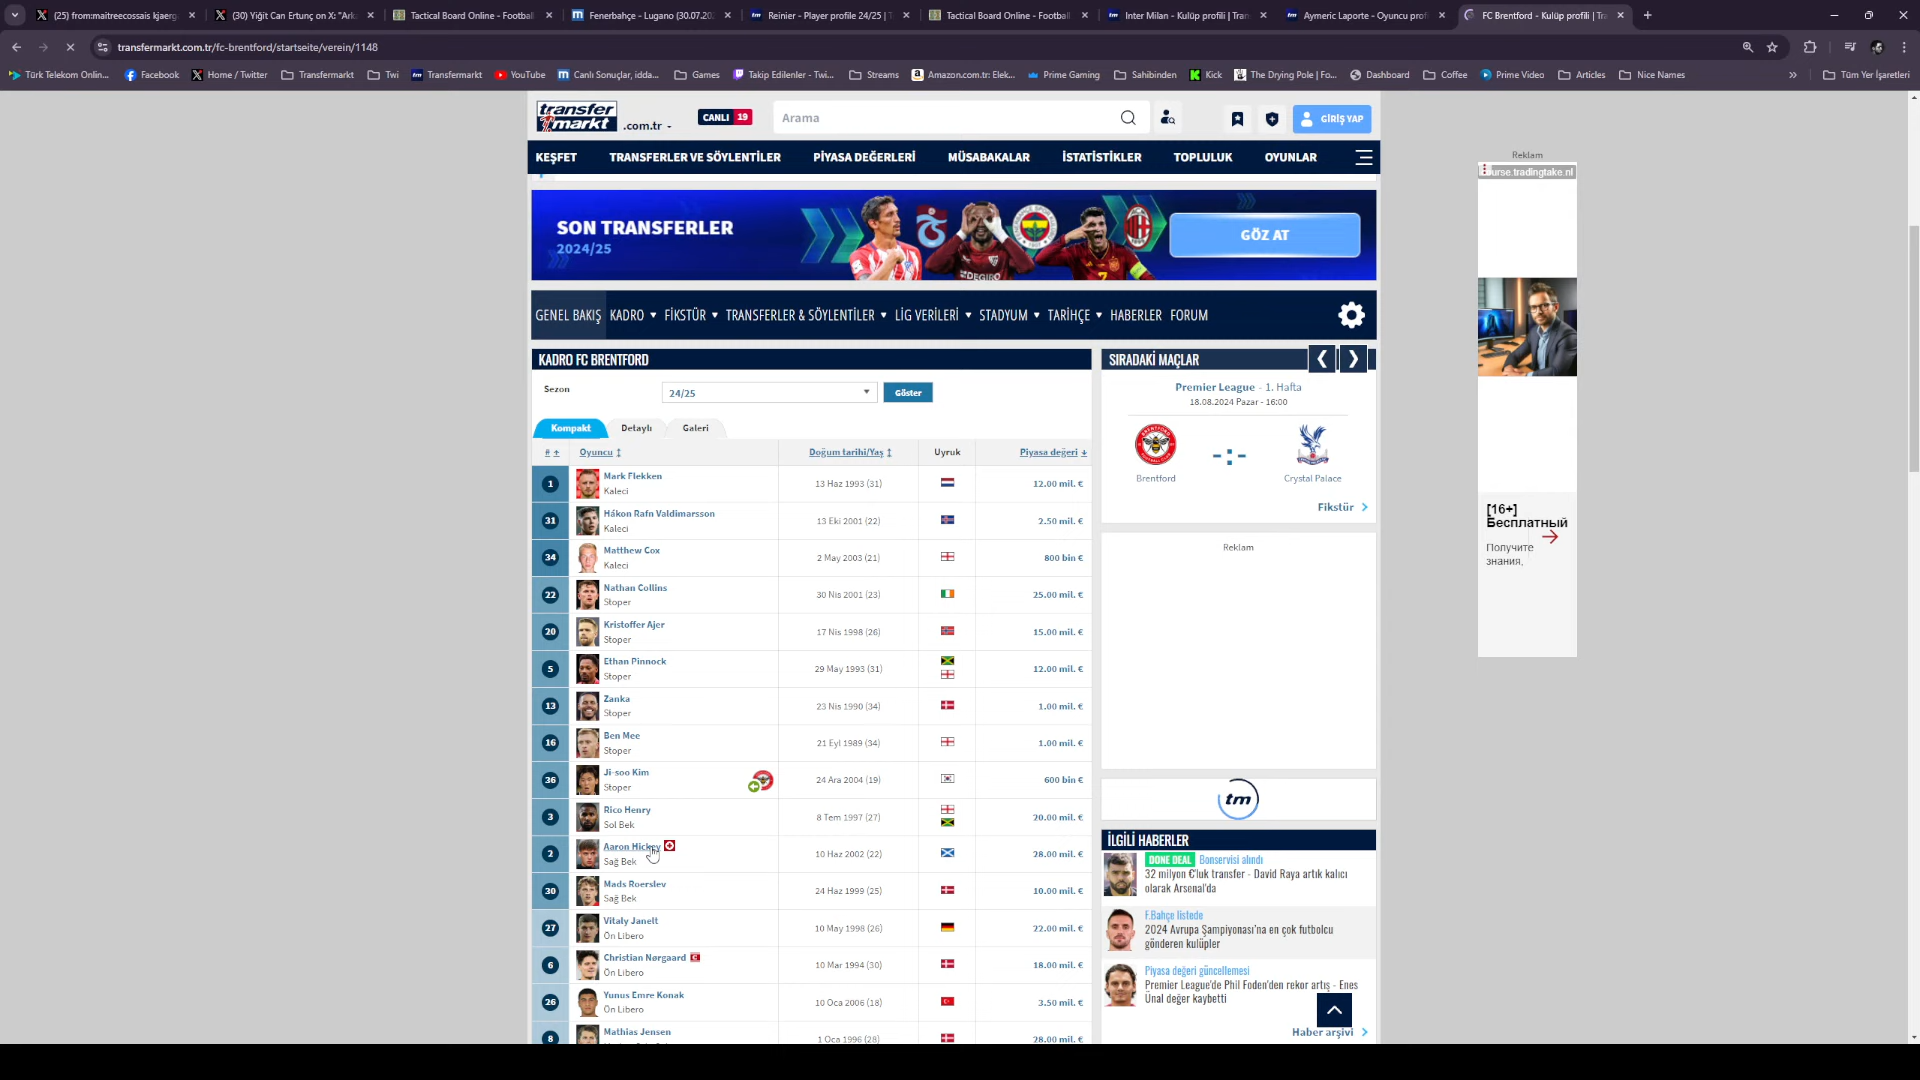 (25) from:maitreecossais kjaerg
(30) Yiğit Can Ertunç on X: "Ark
Tactical Board Online - Football
Fenerbahçe - Lugano (30.07.20
Reinier - Player profile 24/25 | T
Tactical Board Online - Football
Inter Milan - Kulüp profili | Tran
Aymeric Laporte - Oyuncu prof
FC Brentford - Kulüp profili | Tr
transfermarkt.com.tr/fc-brentford/startseite/verein/1148
Türk Telekom Onlin...
Facebook
Home / Twitter
Transfermarkt
Twi
Transfermarkt
YouTube
Canlı Sonuçlar, idda...
Games
Takip Edilenler - Twi...
Streams
Amazon.com.tr: Elek...
Prime Gaming
Sahibinden
Kick
The Drying Pole | Fo...
Dashboard
Coffee
Prime Video
Articles
Nice Names
Tüm Yer İşaretleri
transfer
markt
.com.tr
CANLI 19
Arama
GİRİŞ YAP
KEŞFET
TRANSFERLER VE SÖYLENTİLER
PİYASA DEĞERLERİ
MÜSABAKALAR
İSTATİSTİKLER
TOPLULUK
OYUNLAR
SON TRANSFERLER
2024/25
GÖZ AT
GENEL BAKIŞ
KADRO
FİKSTÜR
TRANSFERLER & SÖYLENTİLER
LİG VERİLERİ
STADYUM
TARİHÇE
HABERLER
FORUM
KADRO FC BRENTFORD
Sezon
24/25
Göster
Kompakt
Detaylı
Galeri
# Oyuncu Doğum tarihi/Yaş Uyruk Piyasa değeri
1 Mark Flekken 13 Haz 1993 (31) 12.00 mil. €
Kaleci
31 Hákon Rafn Valdimarsson 13 Eki 2001 (22) 2.50 mil. €
Kaleci
34 Matthew Cox 2 May 2003 (21) 800 bin €
Kaleci
22 Nathan Collins 30 Nis 2001 (23) 25.00 mil. €
Stoper
20 Kristoffer Ajer 17 Nis 1998 (26) 15.00 mil. €
Stoper
5 Ethan Pinnock 29 May 1993 (31) 12.00 mil. €
Stoper
13 Zanka 23 Nis 1990 (34) 1.00 mil. €
Stoper
16 Ben Mee 21 Eyl 1989 (34) 1.00 mil. €
Stoper
36 Ji-soo Kim 24 Ara 2004 (19) 600 bin €
Stoper
3 Rico Henry 8 Tem 1997 (27) 20.00 mil. €
Sol Bek
2 Aaron Hickey 10 Haz 2002 (22) 28.00 mil. €
Sağ Bek
30 Mads Roerslev 24 Haz 1999 (25) 10.00 mil. €
Sağ Bek
27 Vitaly Janelt 10 May 1998 (26) 22.00 mil. €
Ön Libero
6 Christian Nørgaard 10 Mar 1994 (30) 18.00 mil. €
Ön Libero
26 Yunus Emre Konak 10 Oca 2006 (18) 3.50 mil. €
Ön Libero
8 Mathias Jensen 1 Oca 1996 (28) 28.00 mil. €
SIRADAKİ MAÇLAR
Premier League - 1. Hafta
18.08.2024 Pazar - 16:00
-:-
Brentford
Crystal Palace
Fikstür
Reklam
tm
İLGİLİ HABERLER
DONE DEAL Bonservisi alındı
32 milyon €'luk transfer - David Raya artık kalıcı
olarak Arsenal'da
F.Bahçe listede
2024 Avrupa Şampiyonası'na en çok futbolcu
gönderen kulüpler
Piyasa değeri güncellemesi
Premier League'de Phil Foden'den rekor artış - Enes
Ünal değer kaybetti
Haber arşivi
Reklam
urse.tradingtake.nl
[16+]
Бесплатный
Получите
знания,